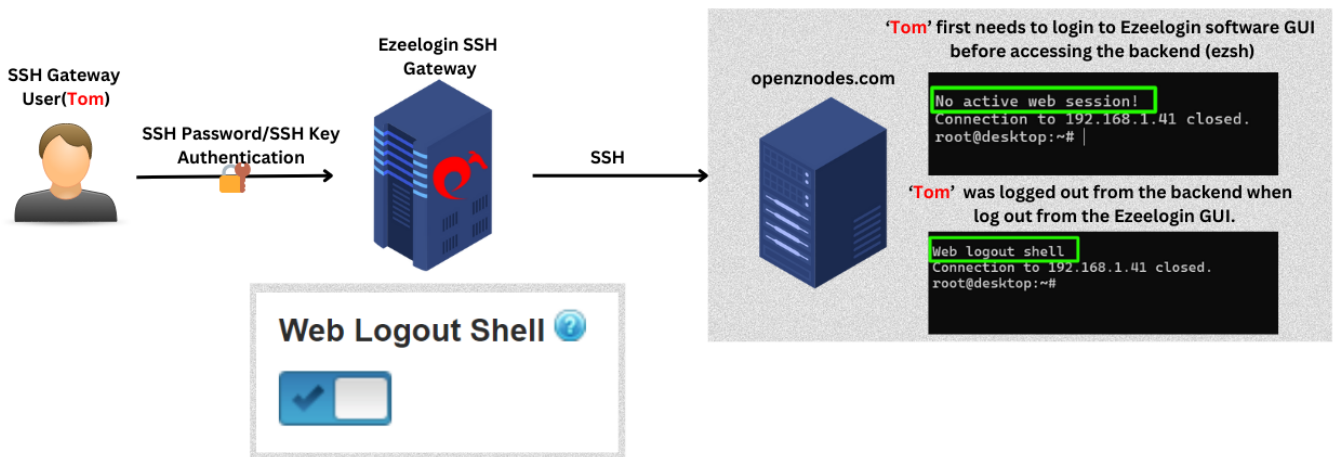 SSH Gateway
User(Tom)
SSH Password/SSH Key
Authentication
Ezeelogin SSH
Gateway
SSH
openznodes.com
‘Tom’ first needs to login to Ezeelogin software GUI
before accessing the backend (ezsh)
No active web session!
Connection to 192.168.1.41 closed.
root@desktop:~#
‘Tom’ was logged out from the backend when
log out from the Ezeelogin GUI.
Web logout shell
Connection to 192.168.1.41 closed.
root@desktop:~#
Web Logout Shell ?